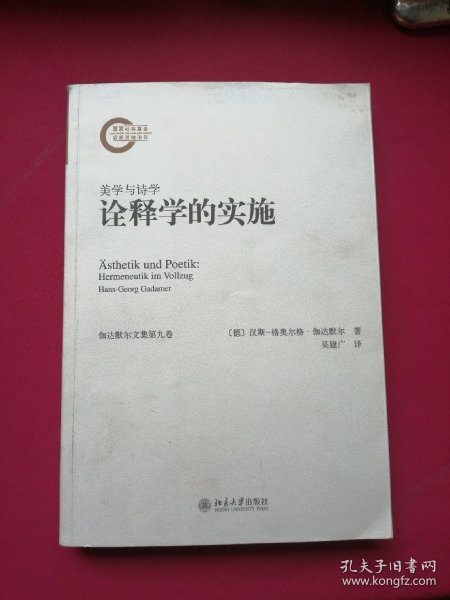 国家社科基金
后期资助项目
美学与诗学
诠释学的实施
Ästhetik und Poetik:
Hermeneutik im Vollzug
Hans-Georg Gadamer
伽达默尔文集第九卷
〔德〕汉斯-格奥尔格·伽达默尔 著
吴建广 译
北京大学出版社
PEKING UNIVERSITY PRESS
孔夫子旧书网
www.kongfz.com